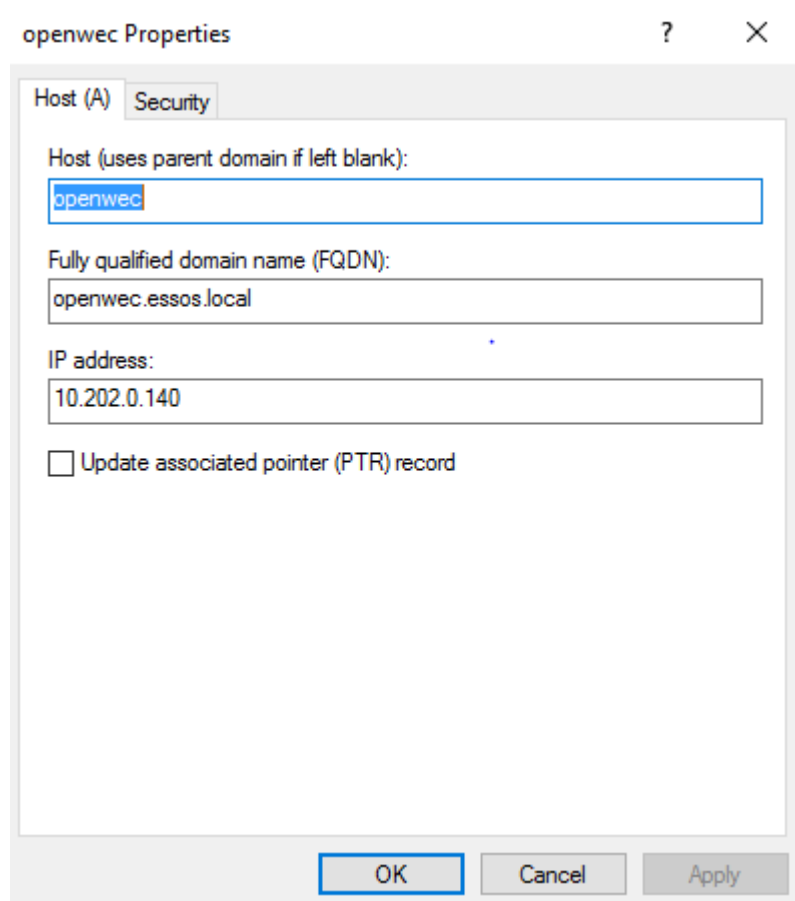 openwec Properties
? ×
Host (A) Security
Host (uses parent domain if left blank):
openwec
Fully qualified domain name (FQDN):
openwec.essos.local
IP address:
10.202.0.140
Update associated pointer (PTR) record
OK Cancel Apply